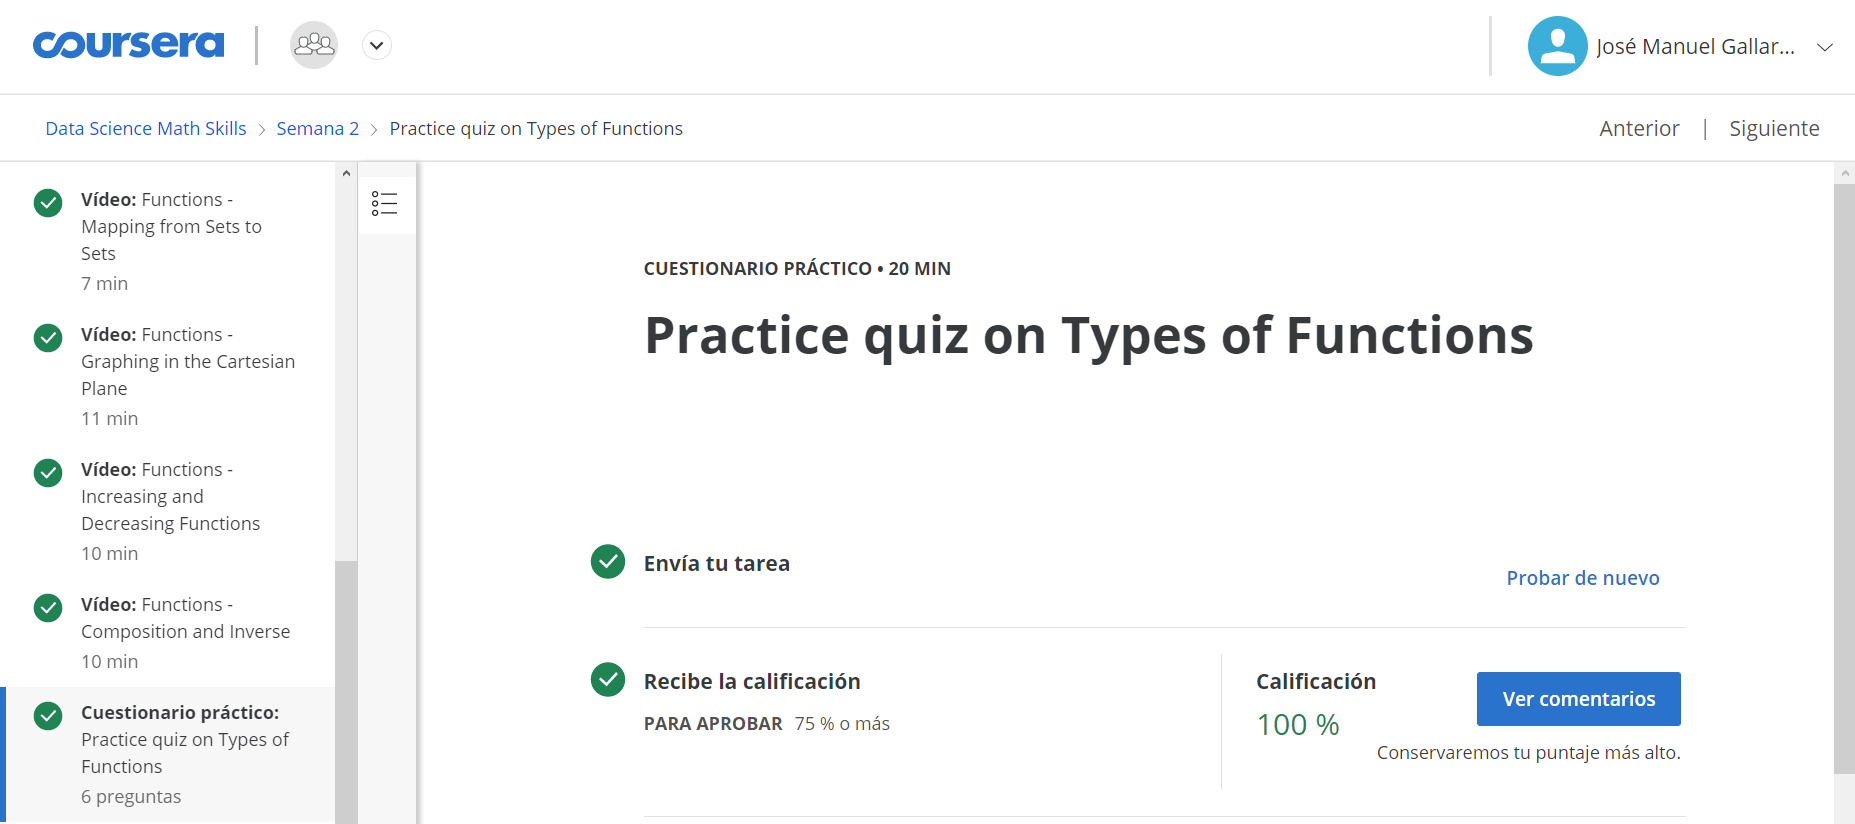 coursera
José Manuel Gallar...
Data Science Math Skills > Semana 2 > Practice quiz on Types of Functions
Anterior | Siguiente
Vídeo: Functions -
Mapping from Sets to
Sets
7 min
Vídeo: Functions -
Graphing in the Cartesian
Plane
11 min
Vídeo: Functions -
Increasing and
Decreasing Functions
10 min
Vídeo: Functions -
Composition and Inverse
10 min
Cuestionario práctico:
Practice quiz on Types of
Functions
6 preguntas
CUESTIONARIO PRÁCTICO • 20 MIN
Practice quiz on Types of Functions
Envía tu tarea
Probar de nuevo
Recibe la calificación
PARA APROBAR 75 % o más
Calificación
100 %
Ver comentarios
Conservaremos tu puntaje más alto.